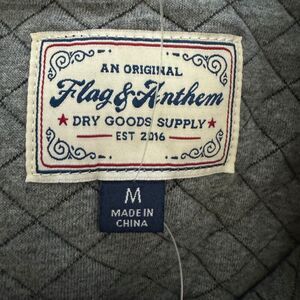 AN ORIGINAL
Flag & Anthem
★ DRY GOODS SUPPLY ★
EST 2016
M
MADE IN
CHINA